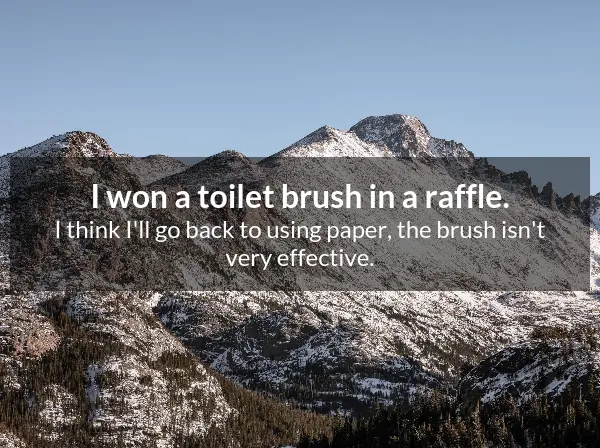 I won a toilet brush in a raffle.
I think I'll go back to using paper, the brush isn't
very effective.